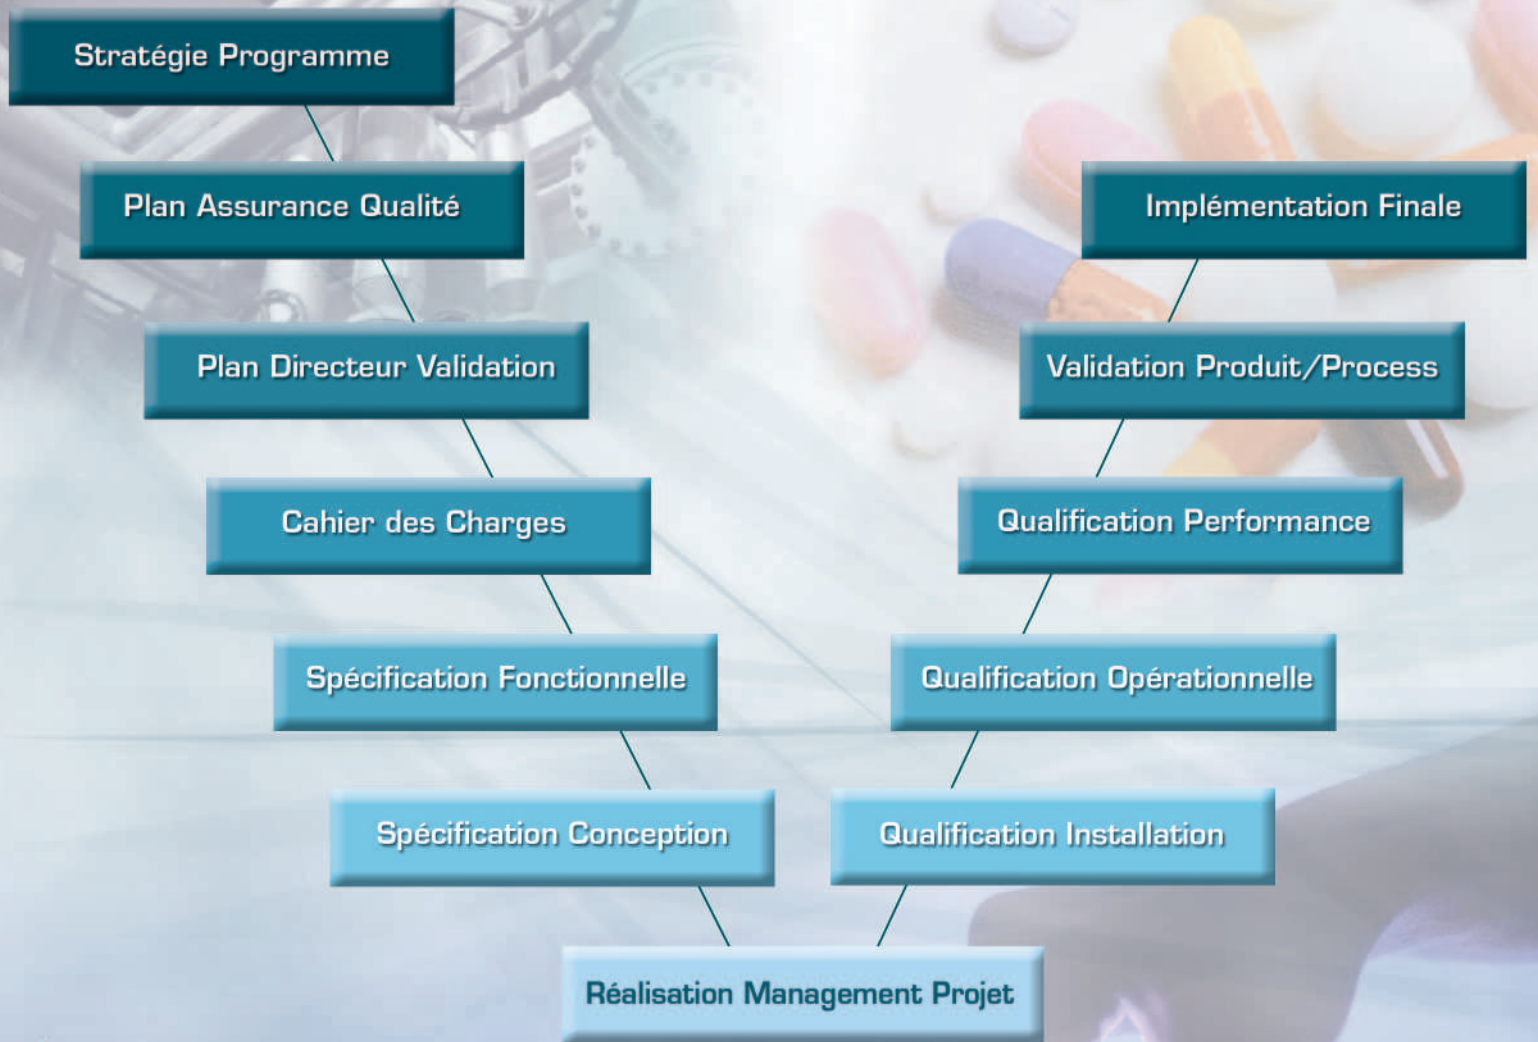 Stratégie Programme
Plan Assurance Qualité
Plan Directeur Validation
Cahier des Charges
Spécification Fonctionnelle
Spécification Conception
Réalisation Management Projet
Qualification Installation
Qualification Opérationnelle
Qualification Performance
Validation Produit/Process
Implémentation Finale